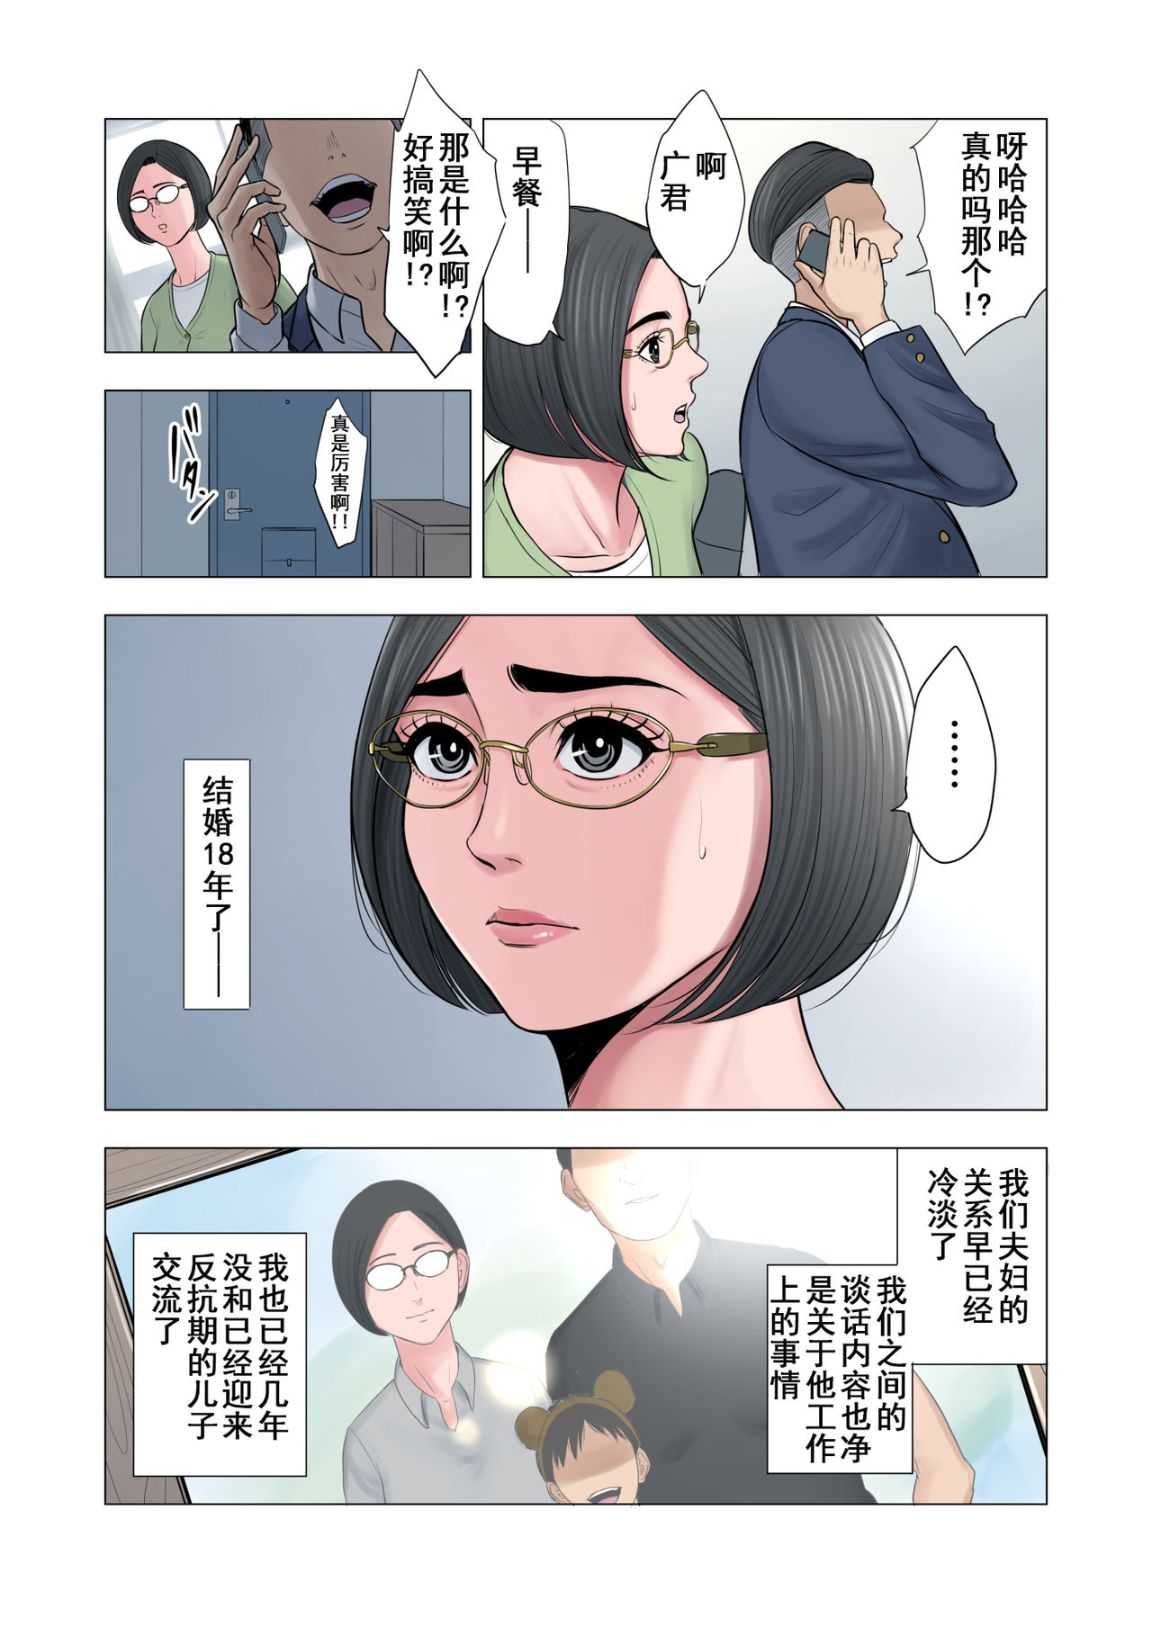 呀哈哈哈
真的吗那个!?
啊
广君
早餐——
那是什么啊!?
好搞笑啊!?
真是厉害啊!!
バタン
……
结婚18年了——
我们夫妇的
关系早已经
冷淡了
我们之间的
谈话内容也净
是关于他工作
上的事情
我也已经几年
没和已经迎来
反抗期的儿子
交流了